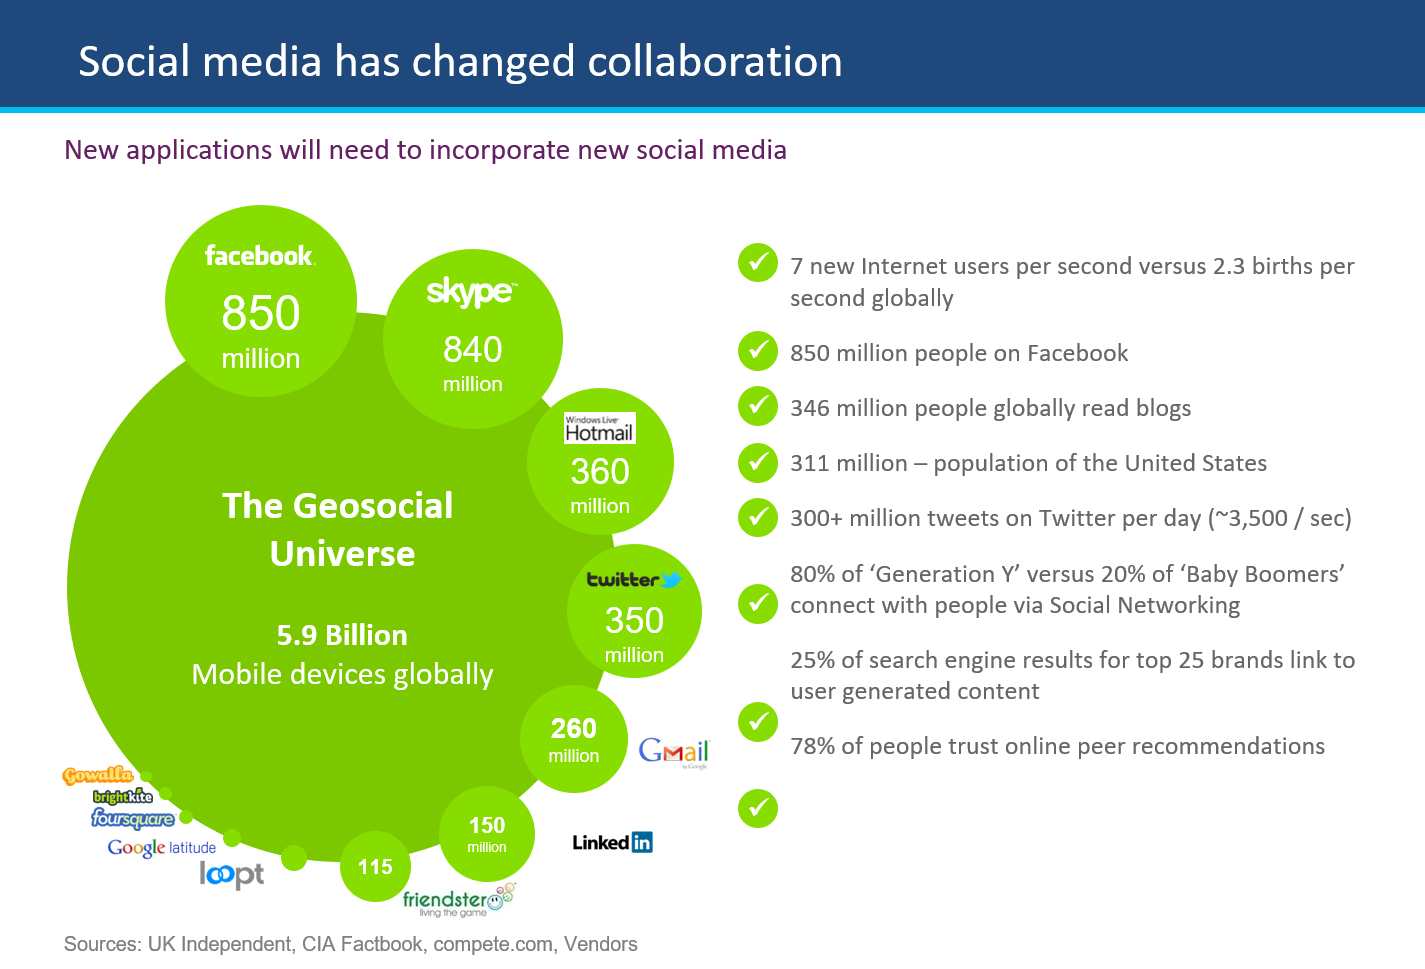 Social media has changed collaboration
New applications will need to incorporate new social media
facebook
850
million
skype™
840
million
Windows Live™
Hotmail
360
million
twitter
350
million
The Geosocial
Universe
5.9 Billion
Mobile devices globally
260
million
Gmail
by Google
150
million
Linked in
115
friendster
living the game
Gowalla
brightkite
foursquare
Google latitude
loopt
7 new Internet users per second versus 2.3 births per
second globally
850 million people on Facebook
346 million people globally read blogs
311 million – population of the United States
300+ million tweets on Twitter per day (~3,500 / sec)
80% of ‘Generation Y’ versus 20% of ‘Baby Boomers’
connect with people via Social Networking
25% of search engine results for top 25 brands link to
user generated content
78% of people trust online peer recommendations
Sources: UK Independent, CIA Factbook, compete.com, Vendors